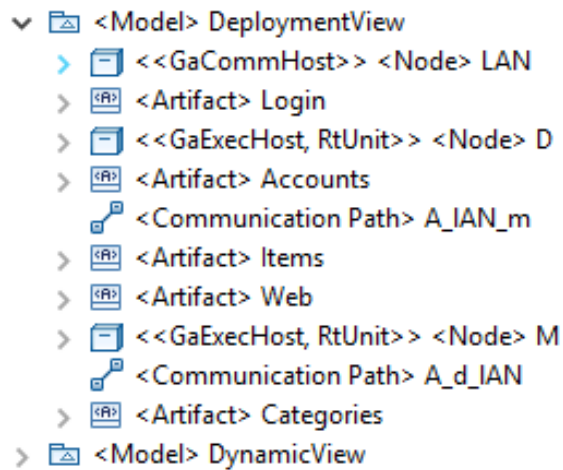 <Model> DeploymentView
<<GaCommHost>> <Node> LAN
<Artifact> Login
<<GaExecHost, RtUnit>> <Node> D
<Artifact> Accounts
<Communication Path> A_lAN_m
<Artifact> Items
<Artifact> Web
<<GaExecHost, RtUnit>> <Node> M
<Communication Path> A_d_lAN
<Artifact> Categories
<Model> DynamicView